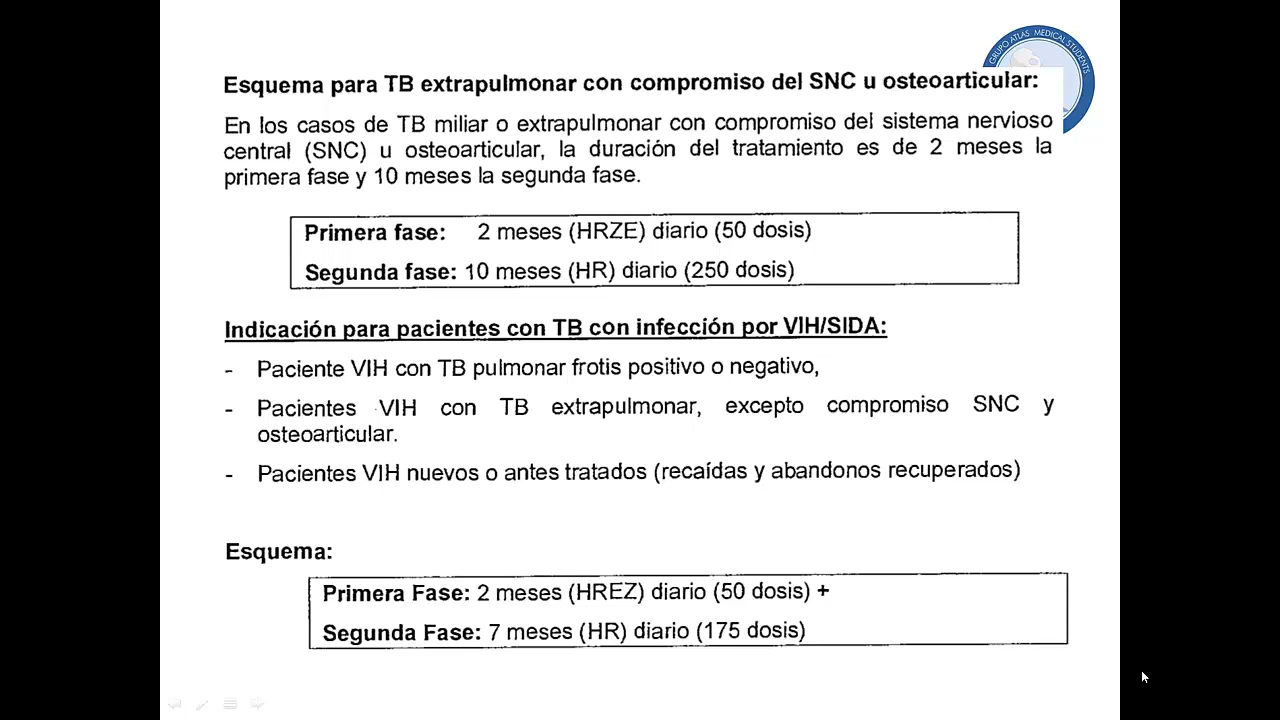 GRUPO ATLAS MEDICAL STUDENTS
Esquema para TB extrapulmonar con compromiso del SNC u osteoarticular:
En los casos de TB miliar o extrapulmonar con compromiso del sistema nervioso
central (SNC) u osteoarticular, la duración del tratamiento es de 2 meses la
primera fase y 10 meses la segunda fase.
Primera fase: 2 meses (HRZE) diario (50 dosis)
Segunda fase: 10 meses (HR) diario (250 dosis)
Indicación para pacientes con TB con infección por VIH/SIDA:
- Paciente VIH con TB pulmonar frotis positivo o negativo,
- Pacientes VIH con TB extrapulmonar, excepto compromiso SNC y
osteoarticular.
- Pacientes VIH nuevos o antes tratados (recaídas y abandonos recuperados)
Esquema:
Primera Fase: 2 meses (HREZ) diario (50 dosis) +
Segunda Fase: 7 meses (HR) diario (175 dosis)